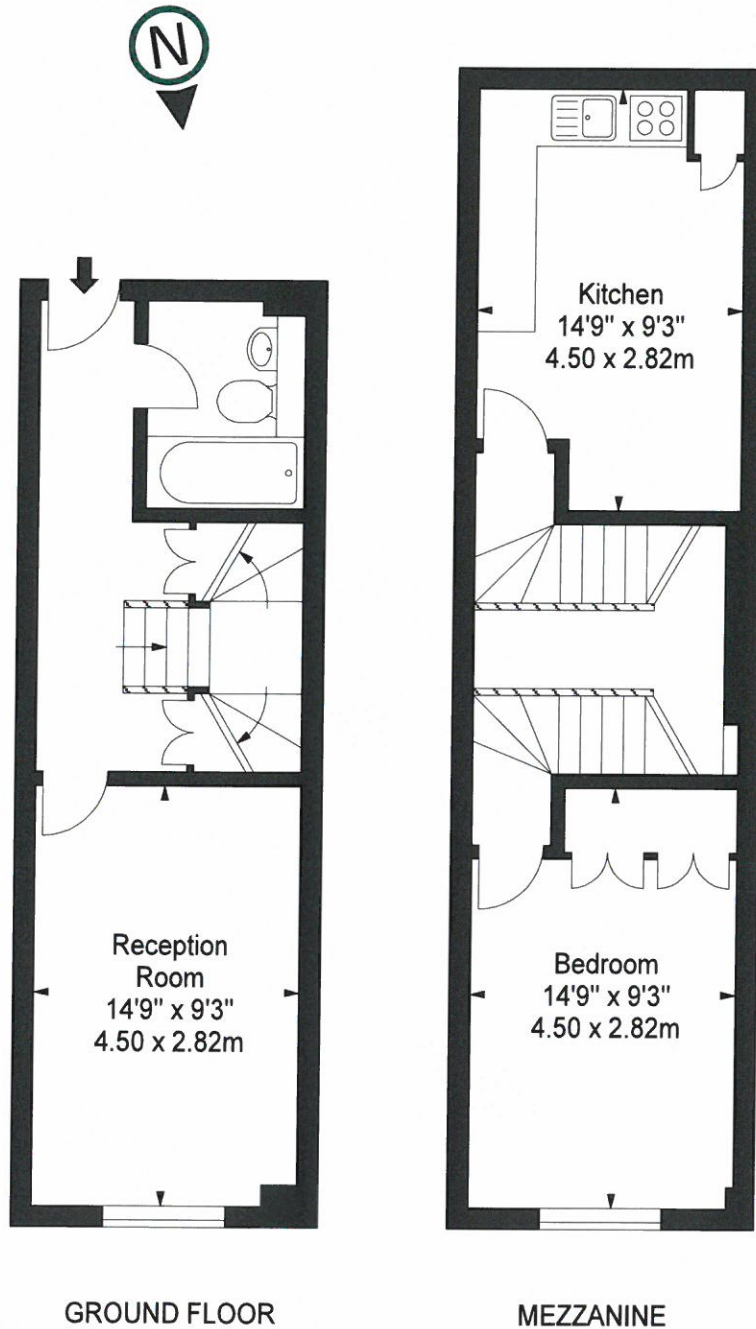 N
Kitchen
14'9" x 9'3"
4.50 x 2.82m
Reception
Room
14'9" x 9'3"
4.50 x 2.82m
Bedroom
14'9" x 9'3"
4.50 x 2.82m
GROUND FLOOR
MEZZANINE